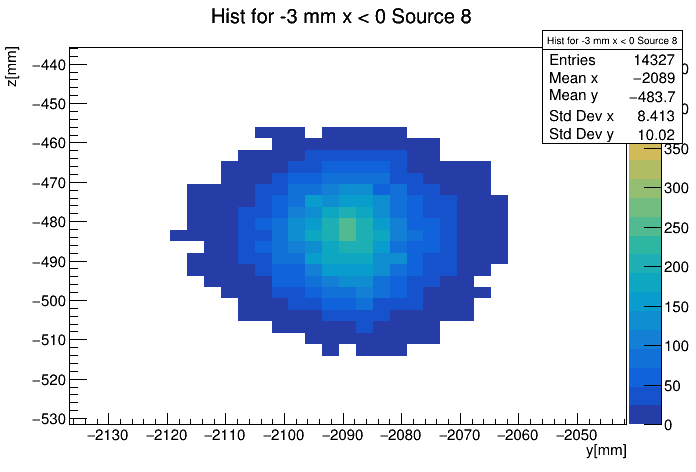 Hist for -3 mm x < 0 Source 8
z[mm]
Hist for -3 mm x < 0 Source 8
Entries 14327
Mean x −2089
Mean y −483.7
Std Dev x 8.413
Std Dev y 10.02
−440
−450
−460
−470
−480
−490
−500
−510
−520
−530
0
0
350
300
250
200
150
100
50
0
−2130 −2120 −2110 −2100 −2090 −2080 −2070 −2060 −2050
y[mm]